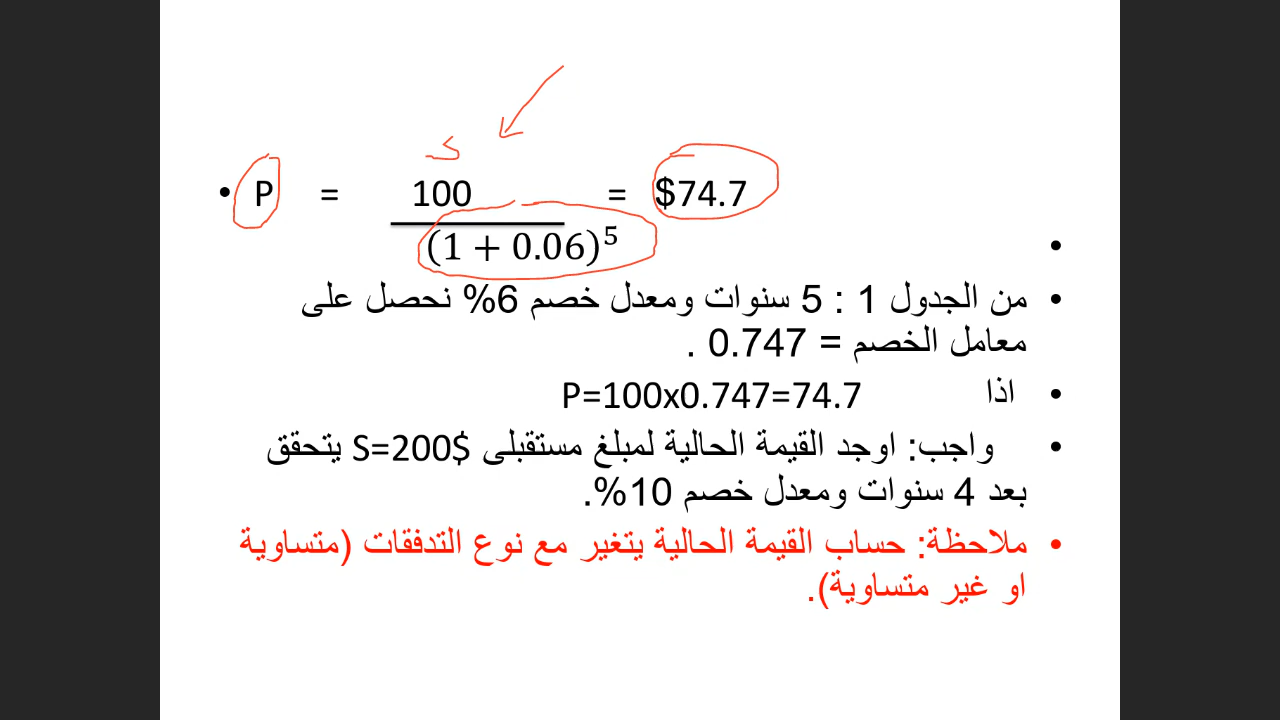 S
• P = 100 = $74.7
(1 + 0.06)^5
•
• من الجدول 1 : 5 سنوات ومعدل خصم 6% نحصل على
معامل الخصم = 0.747 .
• اذا P=100x0.747=74.7
• واجب: اوجد القيمة الحالية لمبلغ مستقبلى S=200$ يتحقق
بعد 4 سنوات ومعدل خصم 10%.
• ملاحظة: حساب القيمة الحالية يتغير مع نوع التدفقات (متساوية
او غير متساوية).